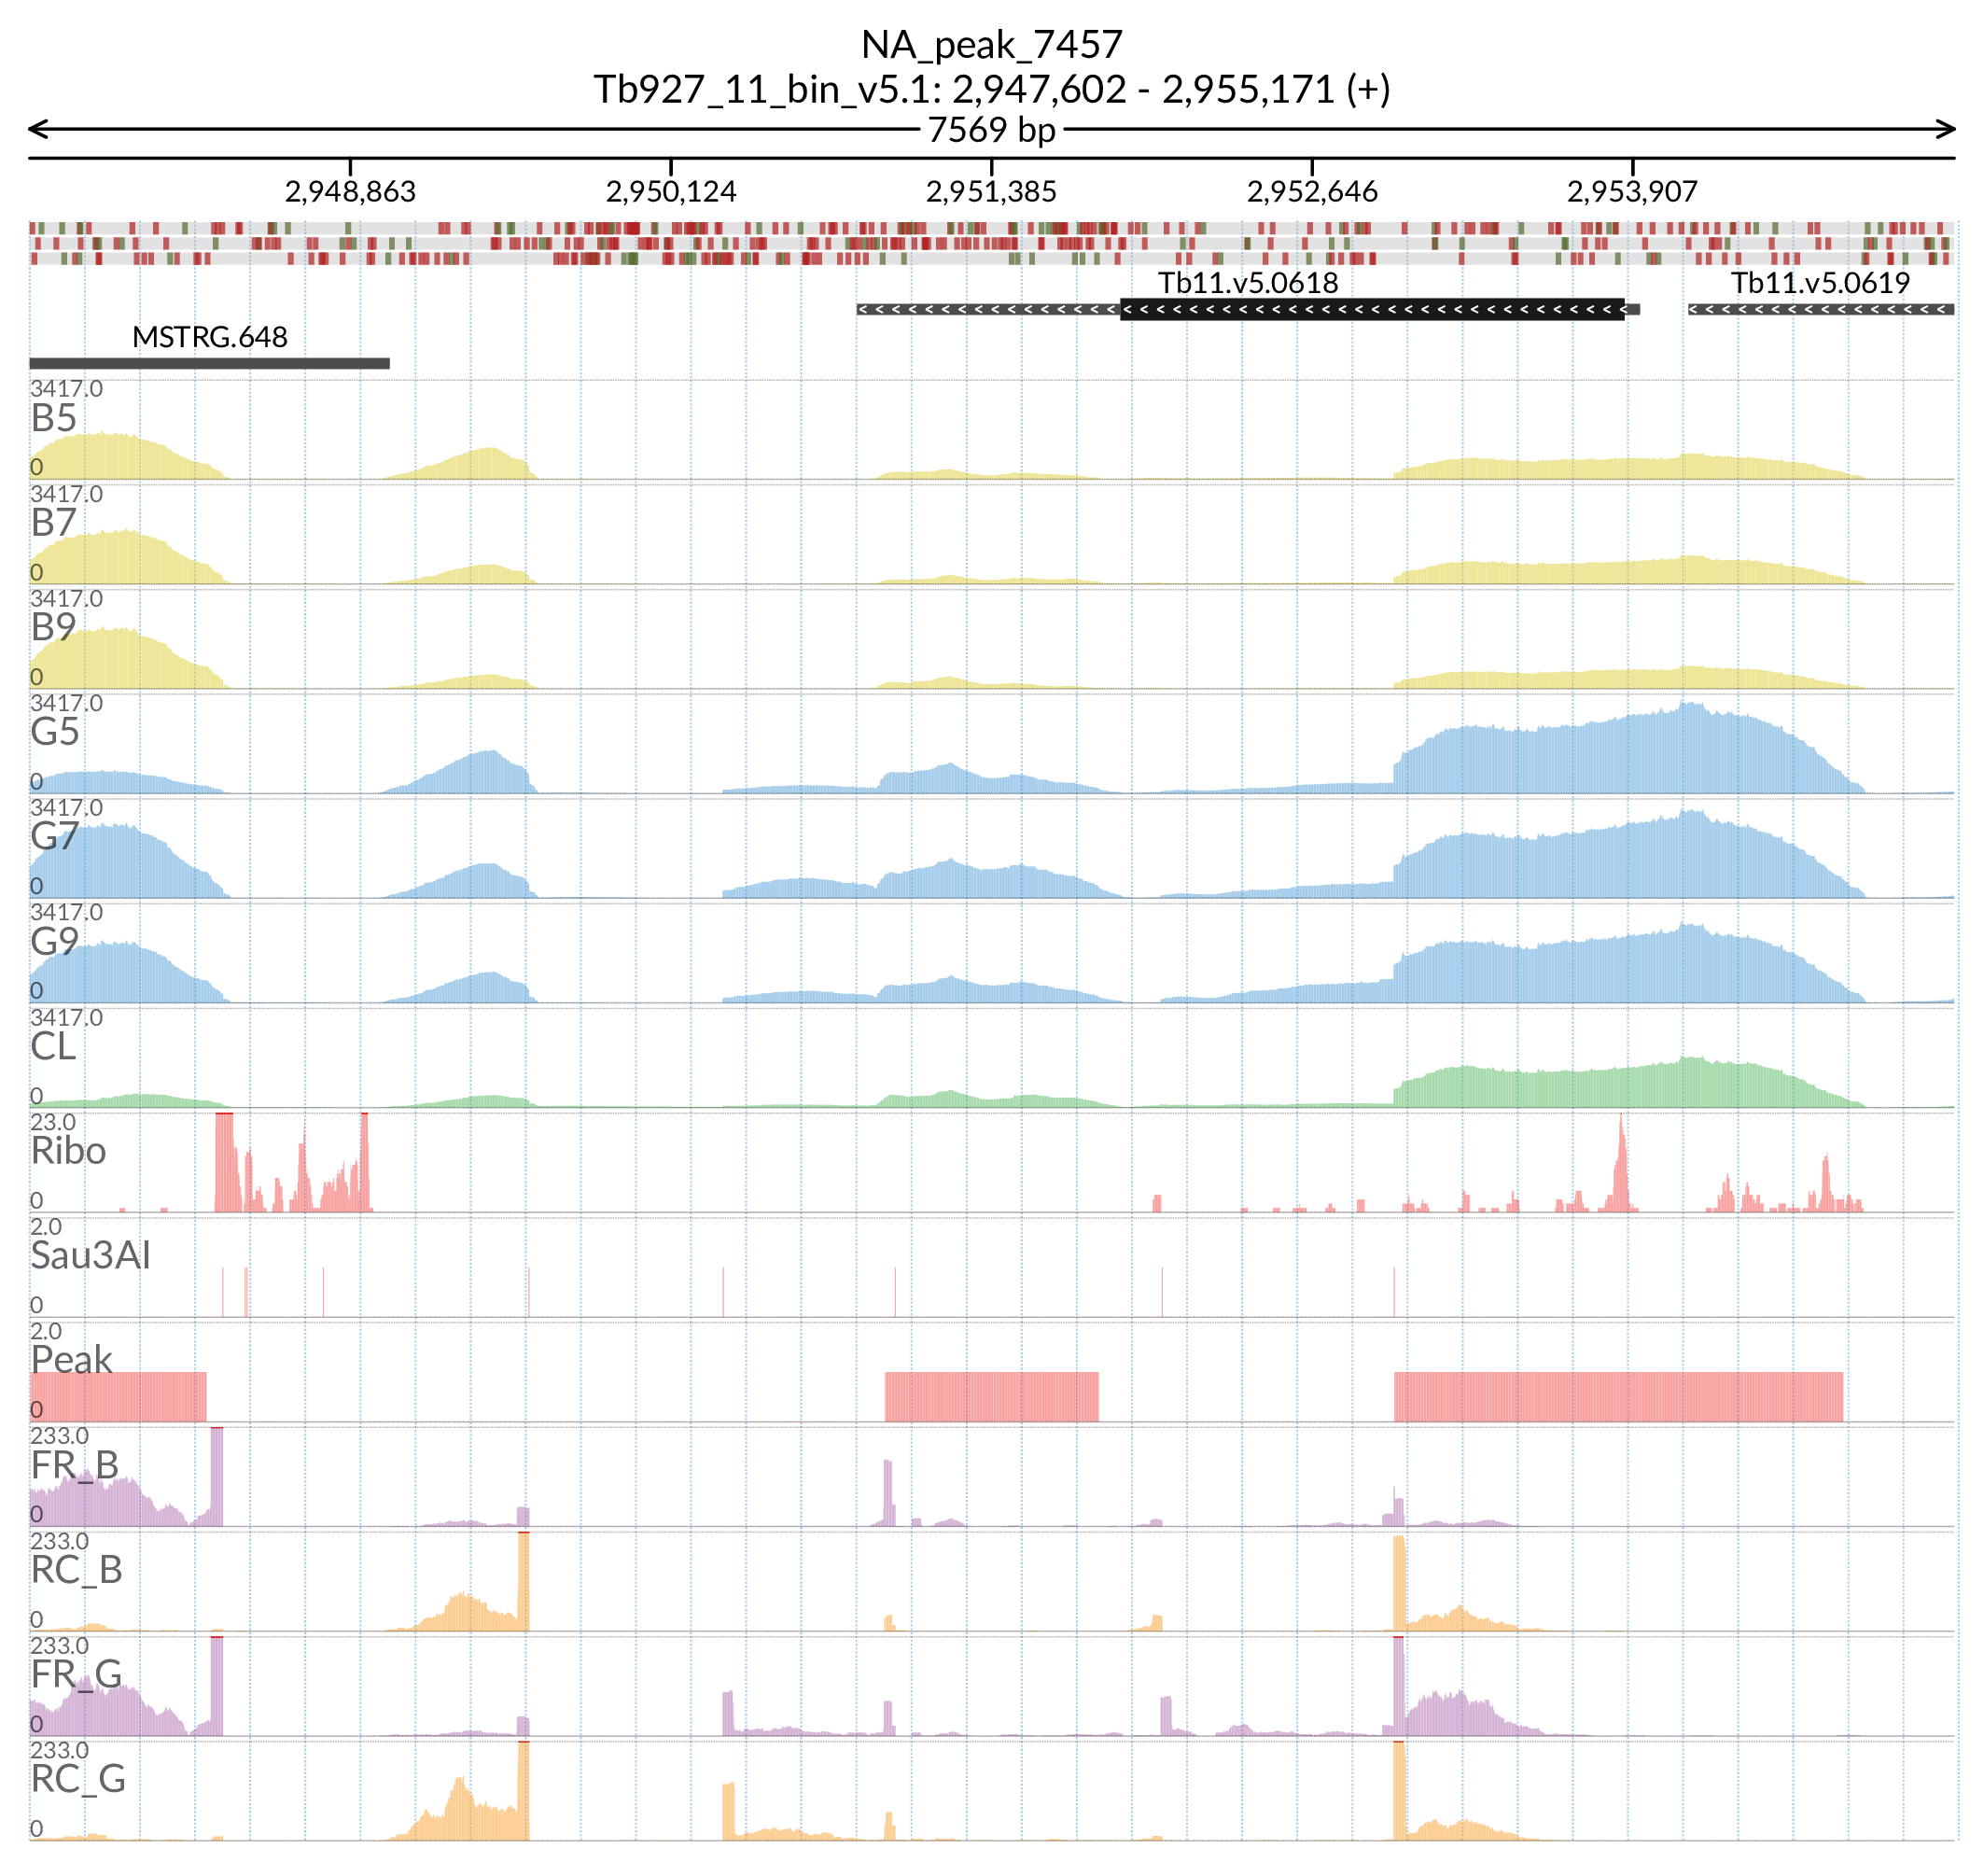 NA_peak_7457
Tb927_11_bin_v5.1: 2,947,602 - 2,955,171 (+)
7569 bp
2,948,863 2,950,124 2,951,385 2,952,646 2,953,907
Tb11.v5.0618 Tb11.v5.0619
MSTRG.648
3417.0
B5
0
3417.0
B7
0
3417.0
B9
0
3417.0
G5
0
3417.0
G7
0
3417.0
G9
0
3417.0
CL
0
23.0
Ribo
0
2.0
Sau3AI
0
2.0
Peak
0
233.0
FR_B
0
233.0
RC_B
0
233.0
FR_G
0
233.0
RC_G
0